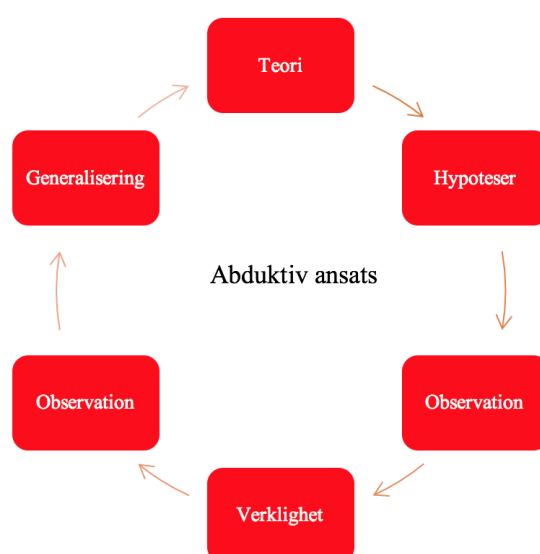 Teori
Generalisering
Hypoteser
Abduktiv ansats
Observation
Observation
Verklighet